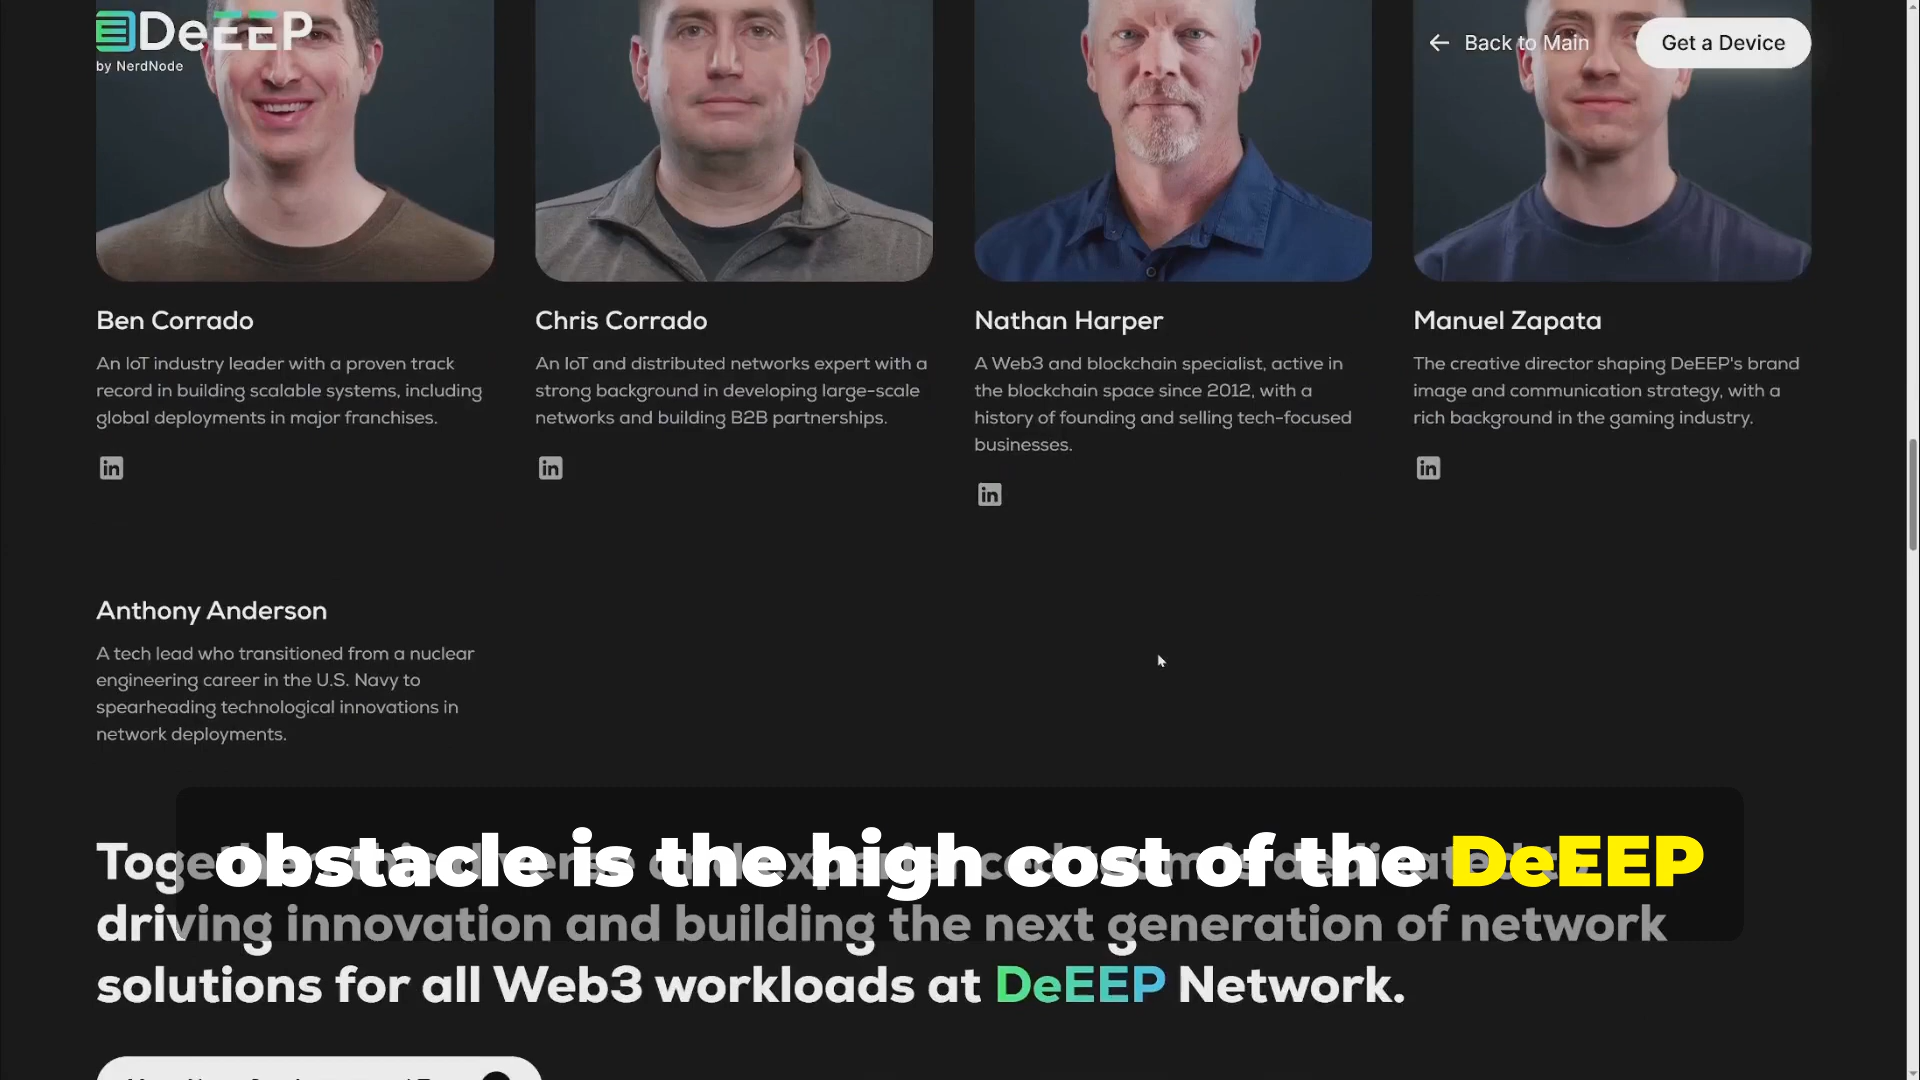 DeEEP
by NerdNode
Back to Main
Get a Device
Ben Corrado
An IoT industry leader with a proven track
record in building scalable systems, including
global deployments in major franchises.
in
Chris Corrado
An IoT and distributed networks expert with a
strong background in developing large-scale
networks and building B2B partnerships.
in
Nathan Harper
A Web3 and blockchain specialist, active in
the blockchain space since 2012, with a
history of founding and selling tech-focused
businesses.
in
Manuel Zapata
The creative director shaping DeEEP's brand
image and communication strategy, with a
rich background in the gaming industry.
in
Anthony Anderson
A tech lead who transitioned from a nuclear
engineering career in the U.S. Navy to
spearheading technological innovations in
network deployments.
obstacle is the high cost of the DeEEP
driving innovation and building the next generation of network
solutions for all Web3 workloads at DeEEP Network.